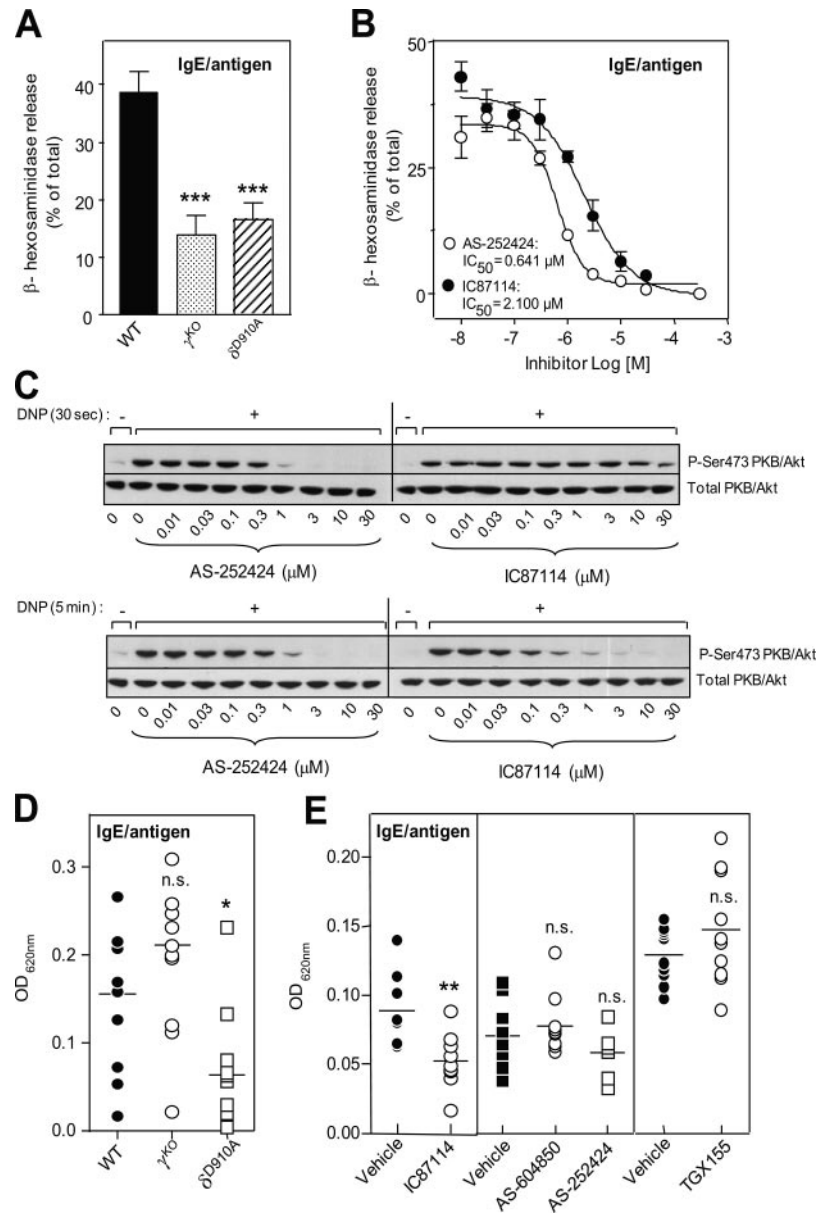 A
IgE/antigen
β- hexosaminidase release
(% of total)
40
30
20
10
0
***
***
WT
γKO
δD910A
B
IgE/antigen
β- hexosaminidase release
(% of total)
50
25
0
AS-252424:
IC50=0.641 μM
IC87114:
IC50=2.100 μM
-8 -7 -6 -5 -4 -3
Inhibitor Log [M]
C
DNP (30 sec) : - + - +
P-Ser473 PKB/Akt
Total PKB/Akt
0 0 0.01 0.03 0.1 0.3 1 3 10 30 0 0 0.01 0.03 0.1 0.3 1 3 10 30
AS-252424 (μM) IC87114 (μM)
DNP (5 min) : - + - +
P-Ser473 PKB/Akt
Total PKB/Akt
0 0 0.01 0.03 0.1 0.3 1 3 10 30 0 0 0.01 0.03 0.1 0.3 1 3 10 30
AS-252424 (μM) IC87114 (μM)
D
IgE/antigen
OD620nm
0.3
0.2
0.1
0.0
n.s.
*
WT
γKO
δD910A
E
IgE/antigen
OD620nm
0.20
0.15
0.10
0.05
0.00
**
n.s.
n.s.
n.s.
Vehicle
IC87114
Vehicle
AS-604850
AS-252424
Vehicle
TGX155